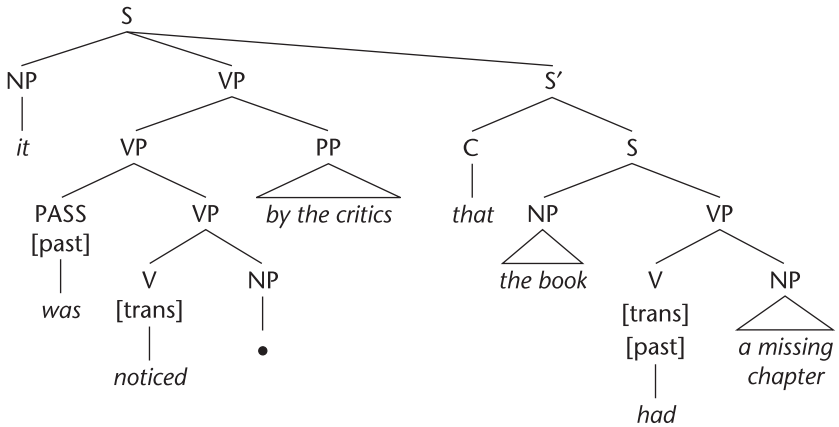 S
NP VP S′
it VP PP C S
PASS VP by the critics that NP VP
[past] V NP the book V NP
was [trans] [trans] a missing
noticed [past] chapter
had